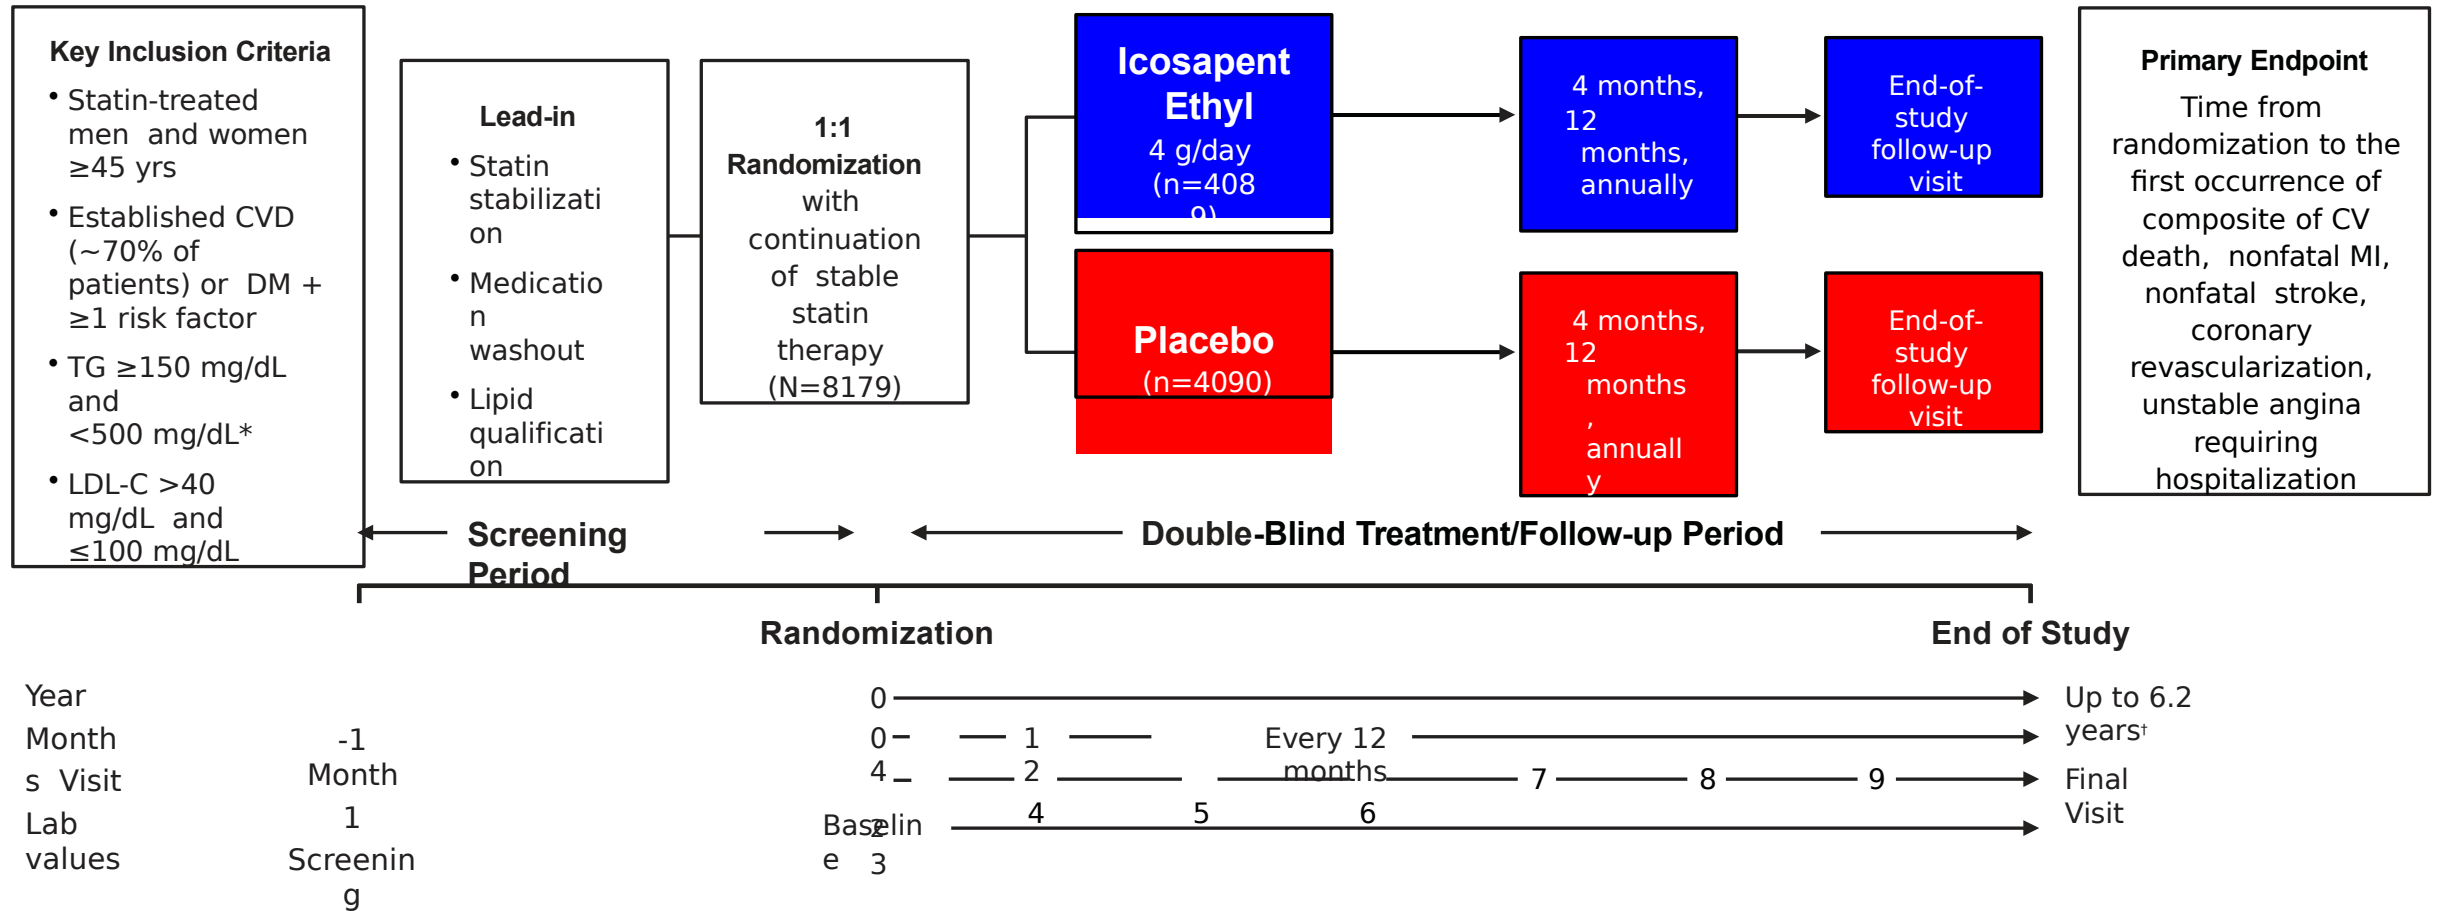 Key Inclusion Criteria
• Statin-treated
men and women
≥45 yrs
• Established CVD
(~70% of
patients) or DM +
≥1 risk factor
• TG ≥150 mg/dL
and
<500 mg/dL*
• LDL-C >40
mg/dL and
≤100 mg/dL
Lead-in
• Statin
stabilizati
on
• Medicatio
n
washout
• Lipid
qualificati
on
1:1
Randomization
with
continuation
of stable
statin
therapy
(N=8179)
Icosapent
Ethyl
4 g/day
(n=408
9)
Placebo
(n=4090)
4 months,
12
months,
annually
4 months,
12
months
,
annuall
y
End-of-
study
follow-up
visit
End-of-
study
follow-up
visit
Primary Endpoint
Time from
randomization to the
first occurrence of
composite of CV
death, nonfatal MI,
nonfatal stroke,
coronary
revascularization,
unstable angina
requiring
hospitalization
Screening
Period
Double-Blind Treatment/Follow-up Period
Randomization
End of Study
Year
Month
s Visit
Lab
values
-1
Month
1
Screenin
g
0
0
4
2
3
Baselin
e
1
2
Every 12
months
4
5
6
7
8
9
Up to 6.2
years†
Final
Visit